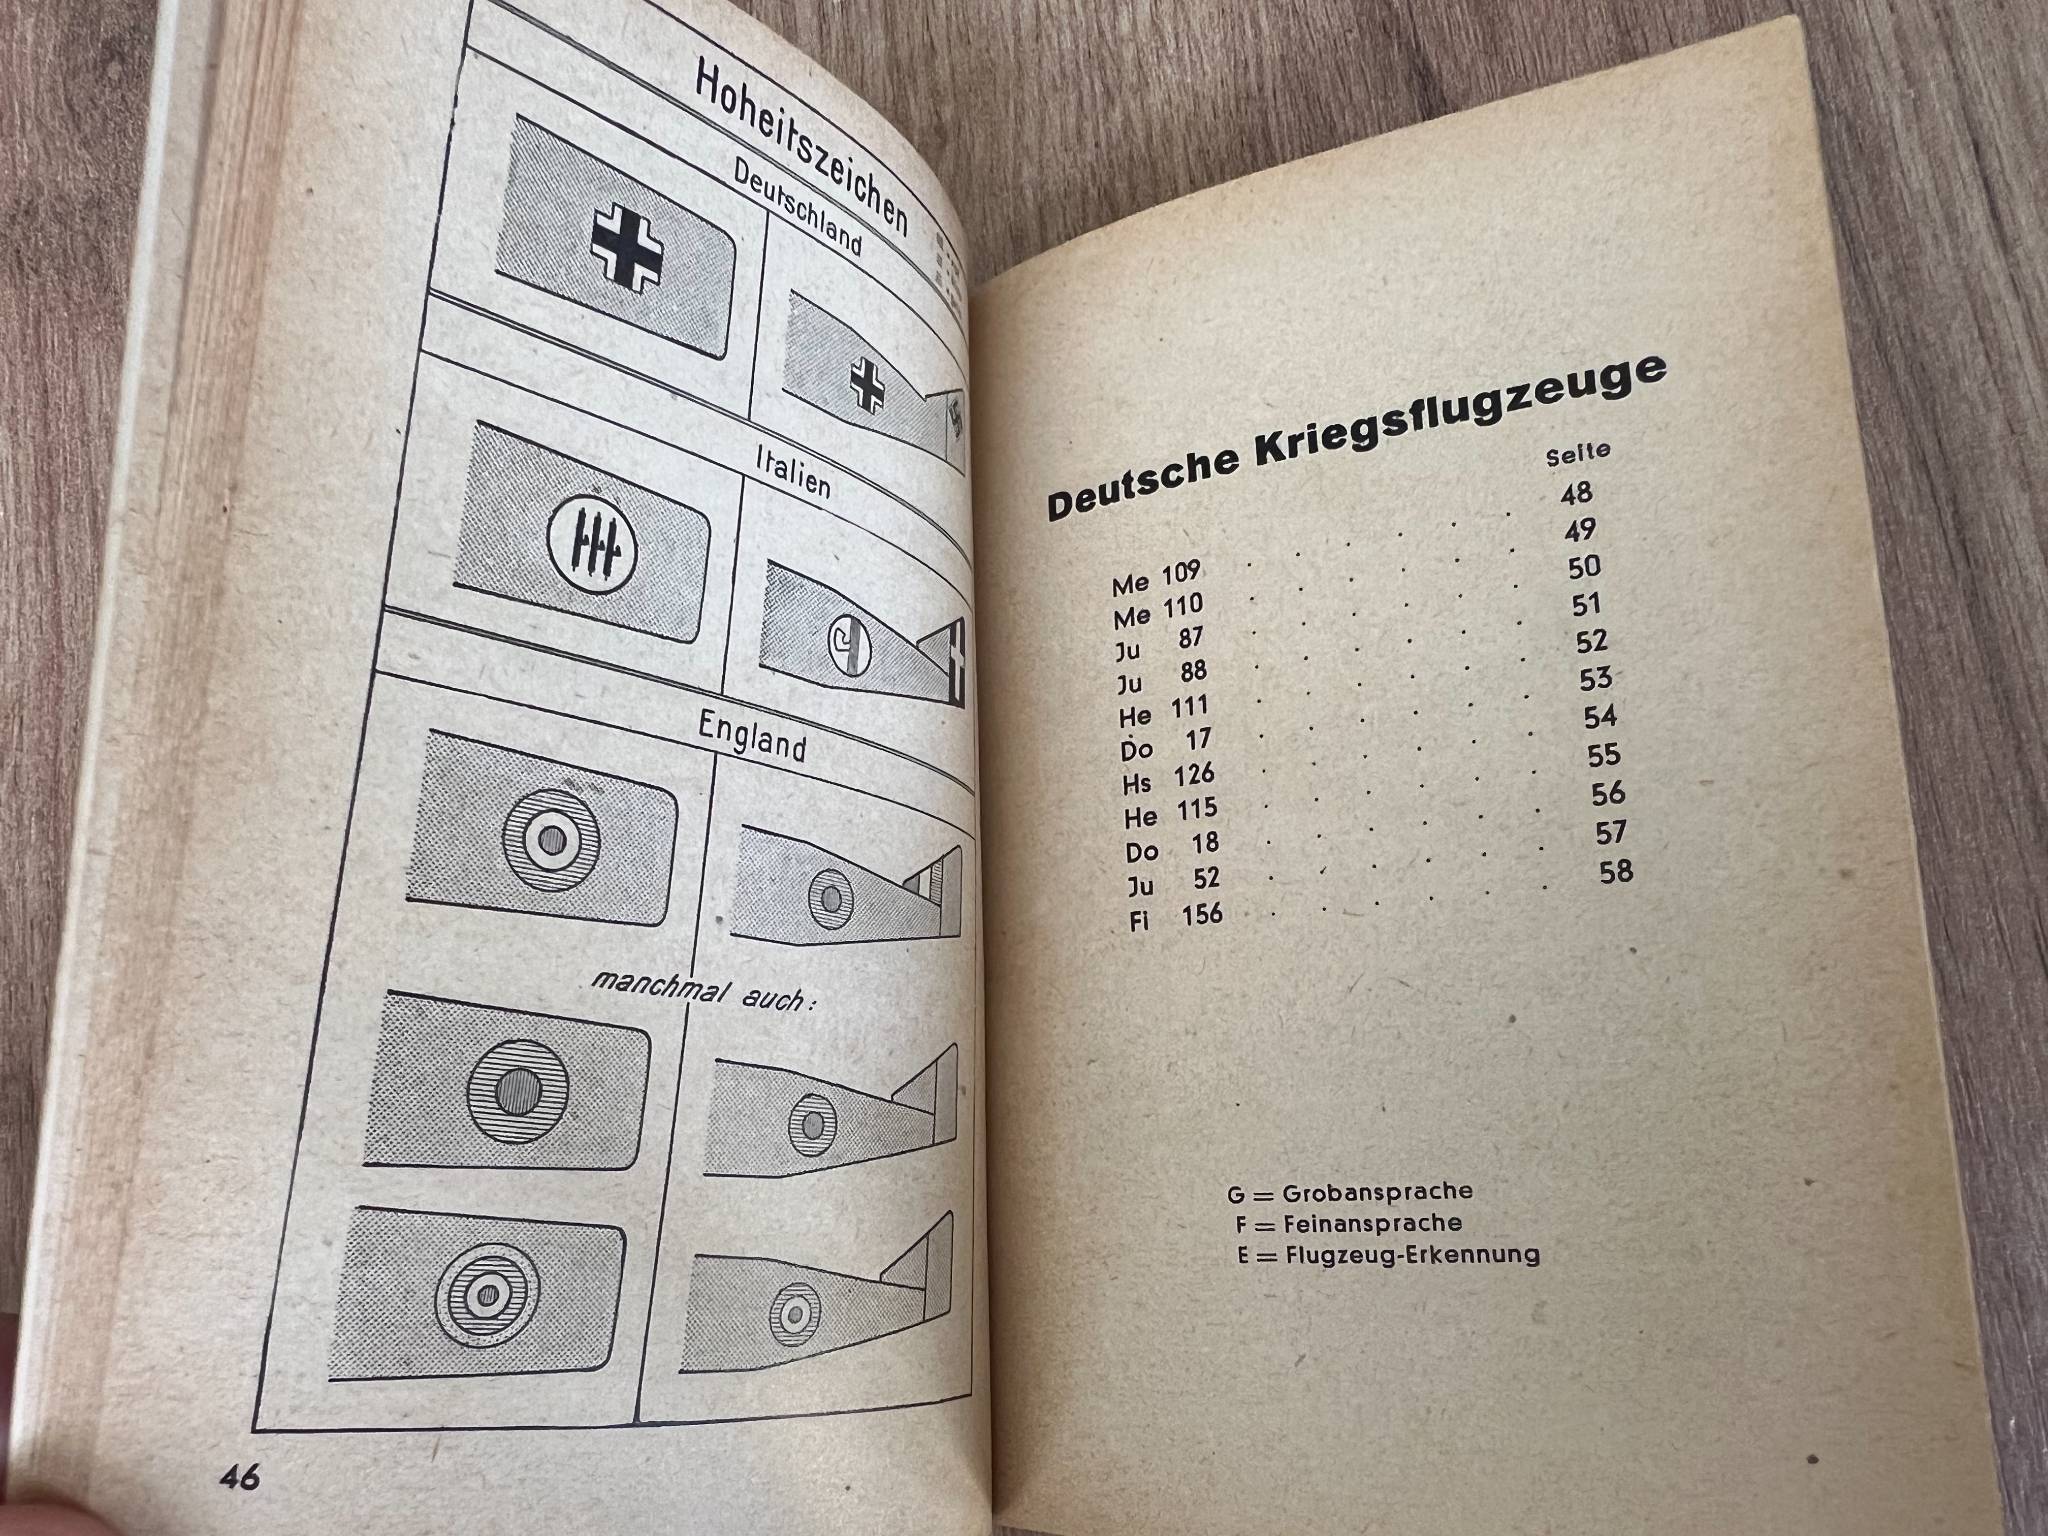 Hoheitszeichen
Deutschland
Italien
England
manchmal auch:
46
Deutsche Kriegsflugzeuge
Seite
Me 109 . . . . . . 48
Me 110 . . . . . . 49
Ju 87 . . . . . . 50
Ju 88 . . . . . . 51
He 111 . . . . . . 52
Do 17 . . . . . . 53
Hs 126 . . . . . . 54
He 115 . . . . . . 55
Do 18 . . . . . . 56
Ju 52 . . . . . . 57
Fi 156 . . . . . . 58
G = Grobansprache
F = Feinansprache
E = Flugzeug-Erkennung